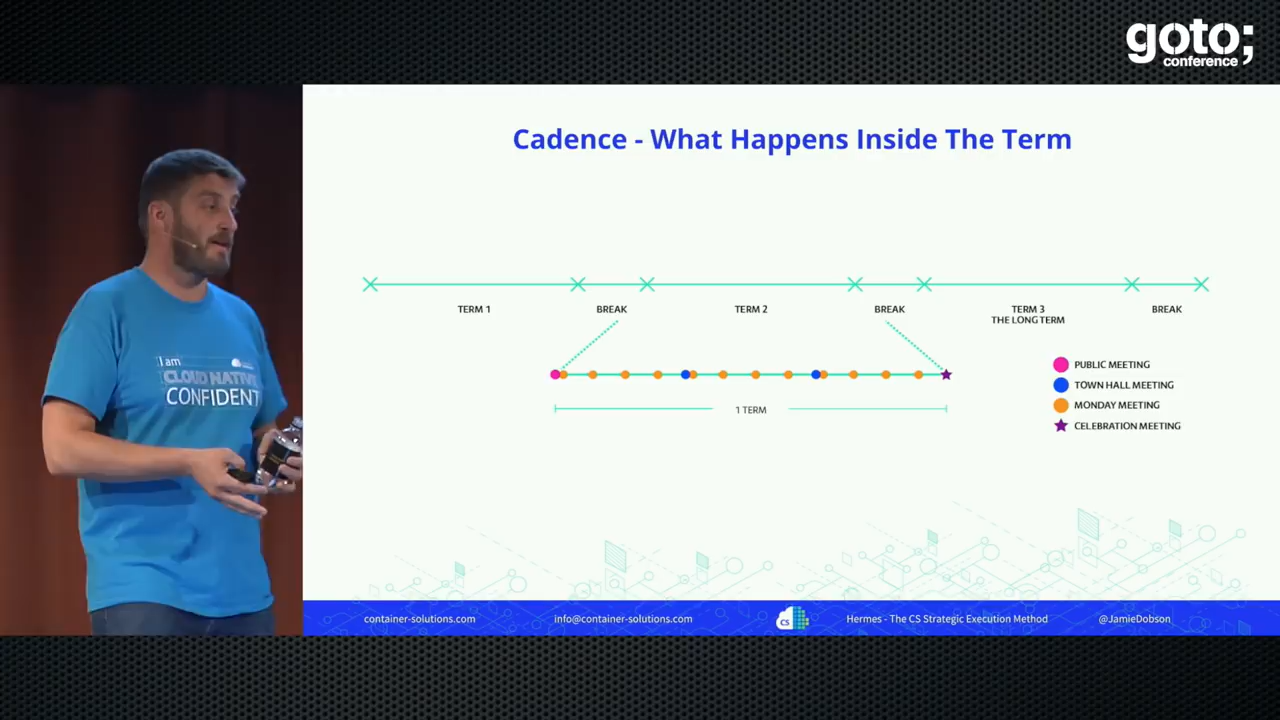 goto;
conference
Cadence - What Happens Inside The Term
TERM 1
BREAK
TERM 2
BREAK
TERM 3
THE LONG TERM
BREAK
PUBLIC MEETING
TOWN HALL MEETING
MONDAY MEETING
CELEBRATION MEETING
1 TERM
I am
CLOUD NATIVE
CONFIDENT
container-solutions.com
info@container-solutions.com
CS
Hermes - The CS Strategic Execution Method
@JamieDobson